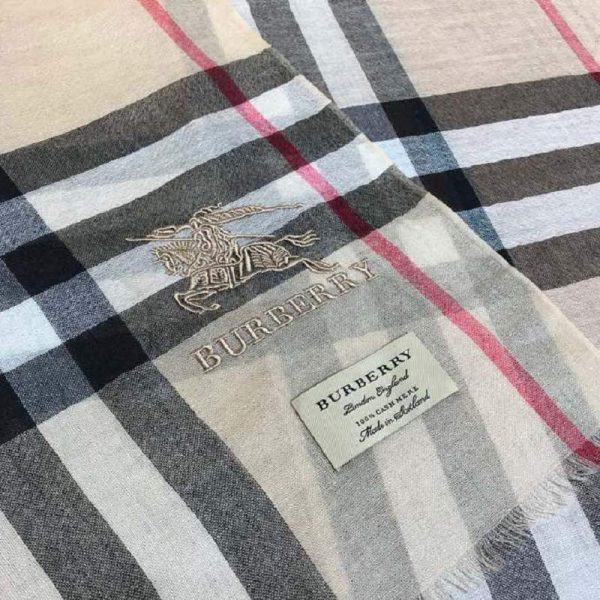 BURBERRY
BURBERRY
London England
100% CASHMERE
Made in Scotland